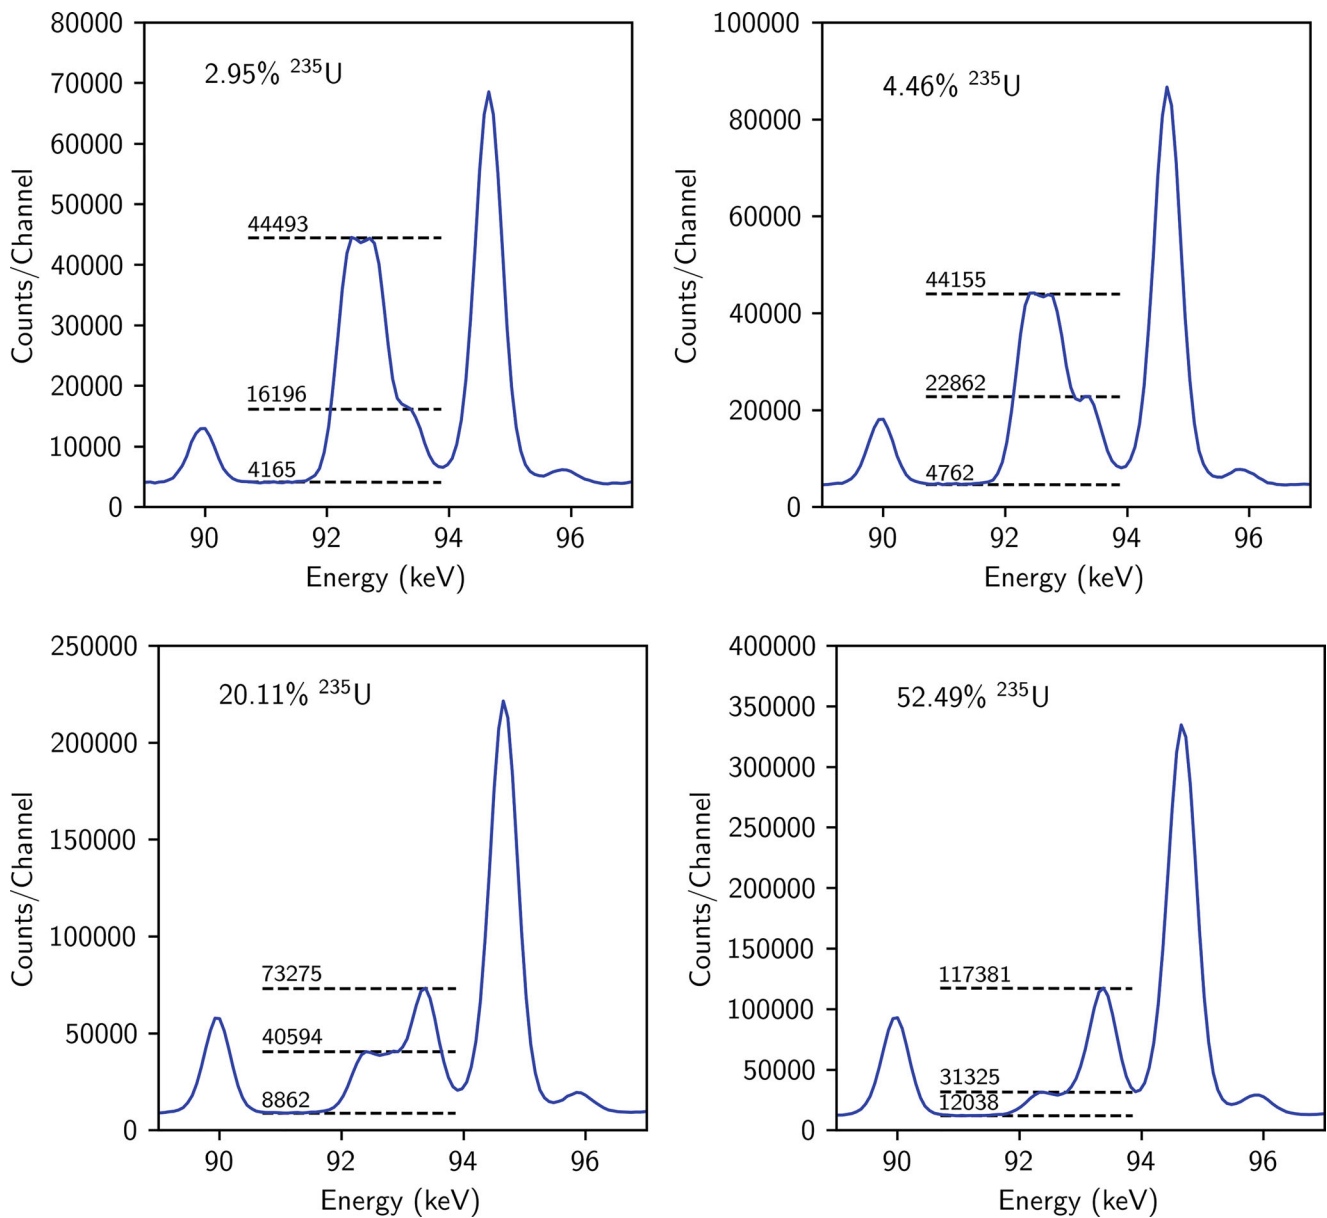 2.95% ²³⁵U
80000
70000
60000
50000
40000
30000
20000
10000
0
Counts/Channel
44493
16196
4165
90 92 94 96
Energy (keV)
4.46% ²³⁵U
100000
80000
60000
40000
20000
0
Counts/Channel
44155
22862
4762
90 92 94 96
Energy (keV)
20.11% ²³⁵U
250000
200000
150000
100000
50000
0
Counts/Channel
73275
40594
8862
90 92 94 96
Energy (keV)
52.49% ²³⁵U
400000
350000
300000
250000
200000
150000
100000
50000
0
Counts/Channel
117381
31325
12038
90 92 94 96
Energy (keV)